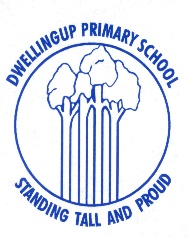 DWELLINGUP PRIMARY SCHOOL
STANDING TALL AND PROUD